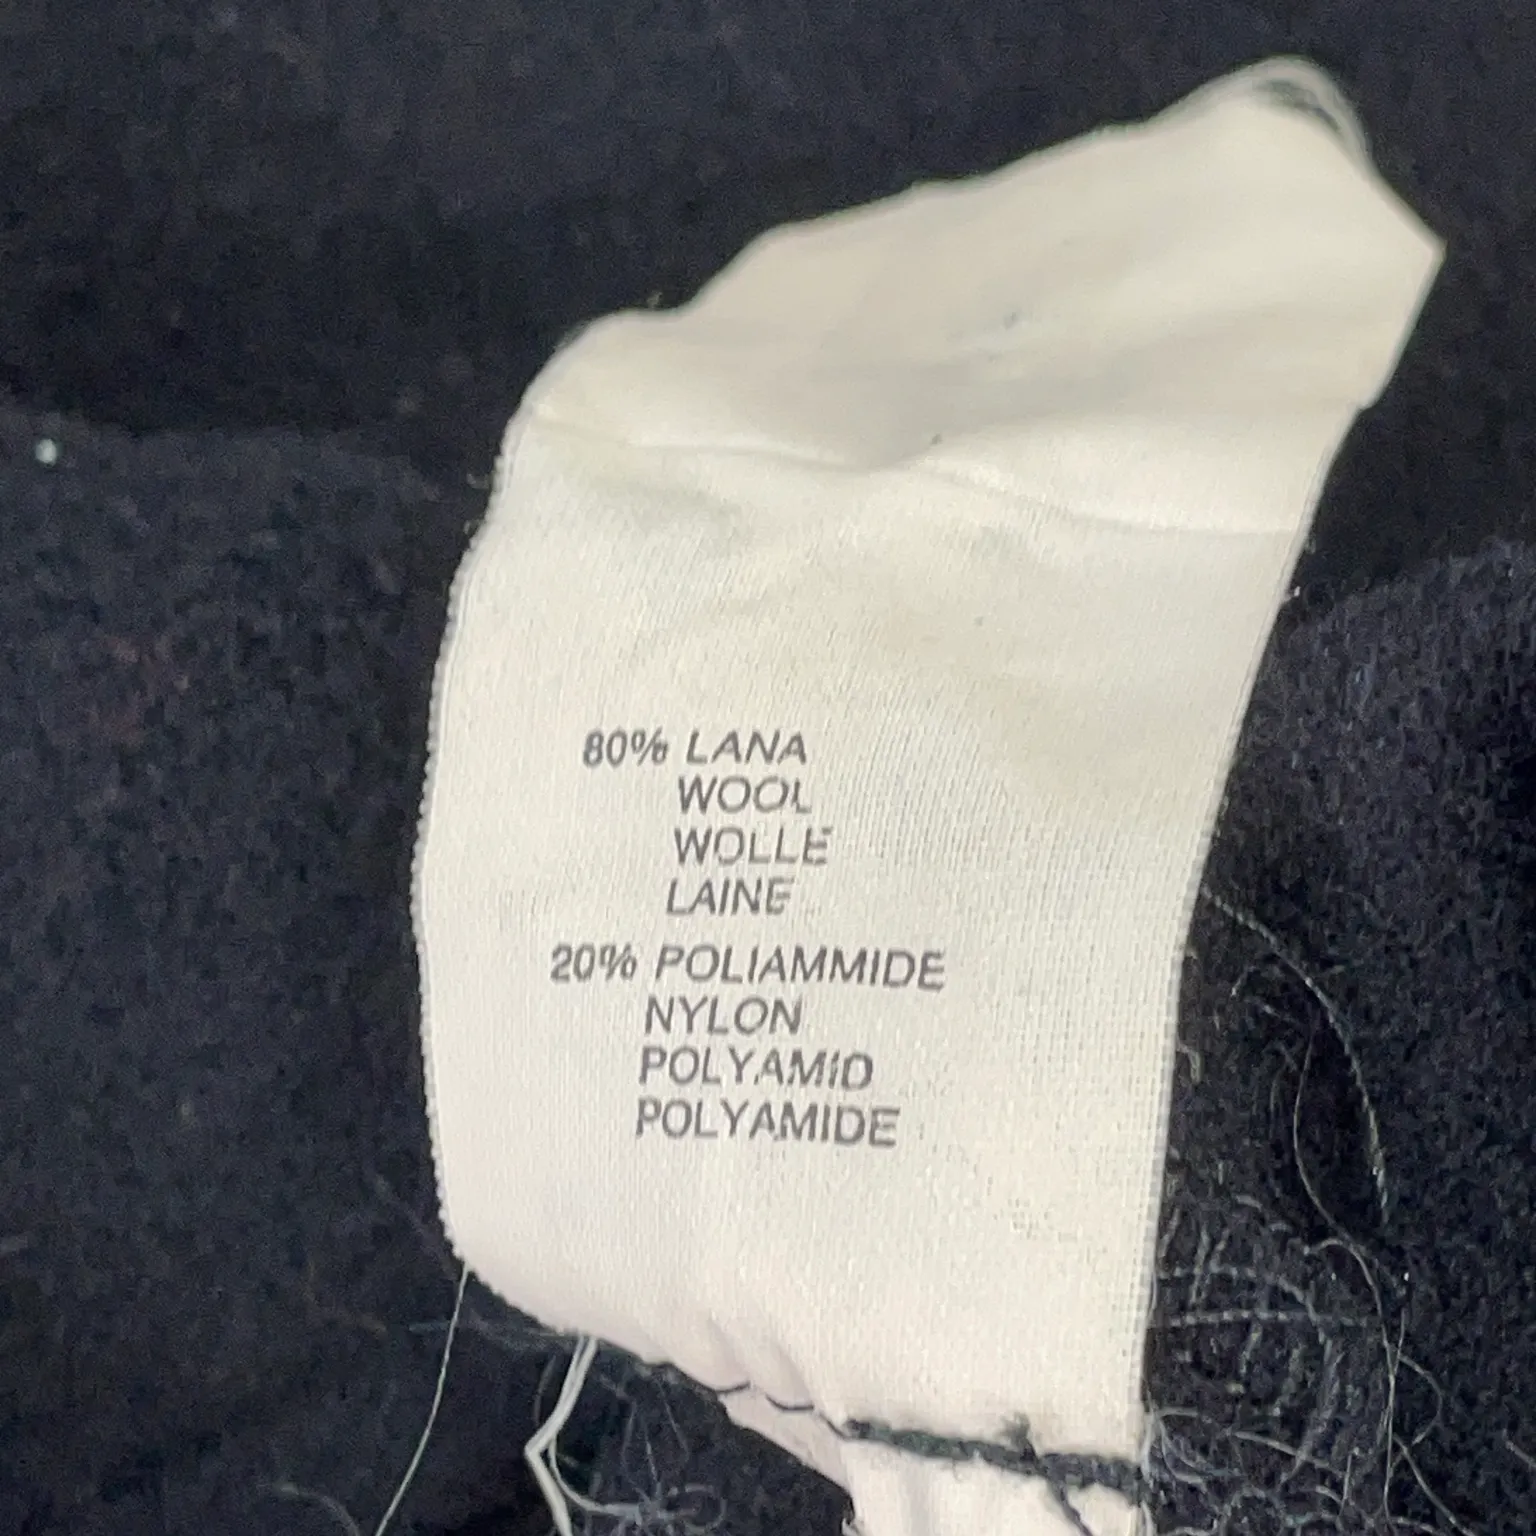 80% LANA
WOOL
WOLLE
LAINE
20% POLIAMMIDE
NYLON
POLYAMID
POLYAMIDE